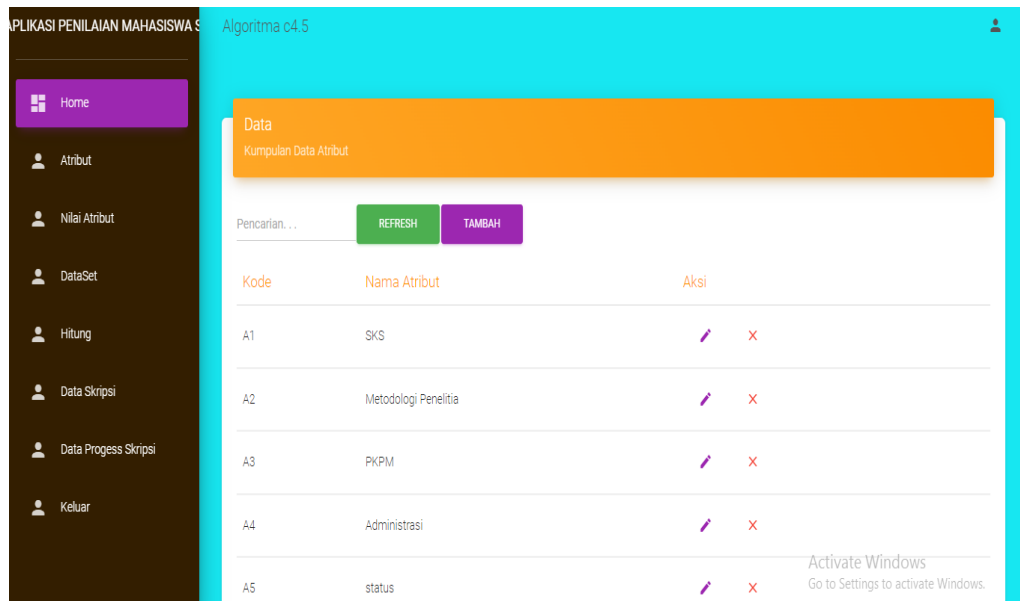 APLIKASI PENILAIAN MAHASISWA S
Algoritma c4.5
Home
Atribut
Nilai Atribut
DataSet
Hitung
Data Skripsi
Data Progess Skripsi
Keluar
Data
Kumpulan Data Atribut
Pencarian. . .
REFRESH
TAMBAH
Kode Nama Atribut Aksi
A1 SKS
A2 Metodologi Penelitia
A3 PKPM
A4 Administrasi
A5 status
Activate Windows
Go to Settings to activate Windows.